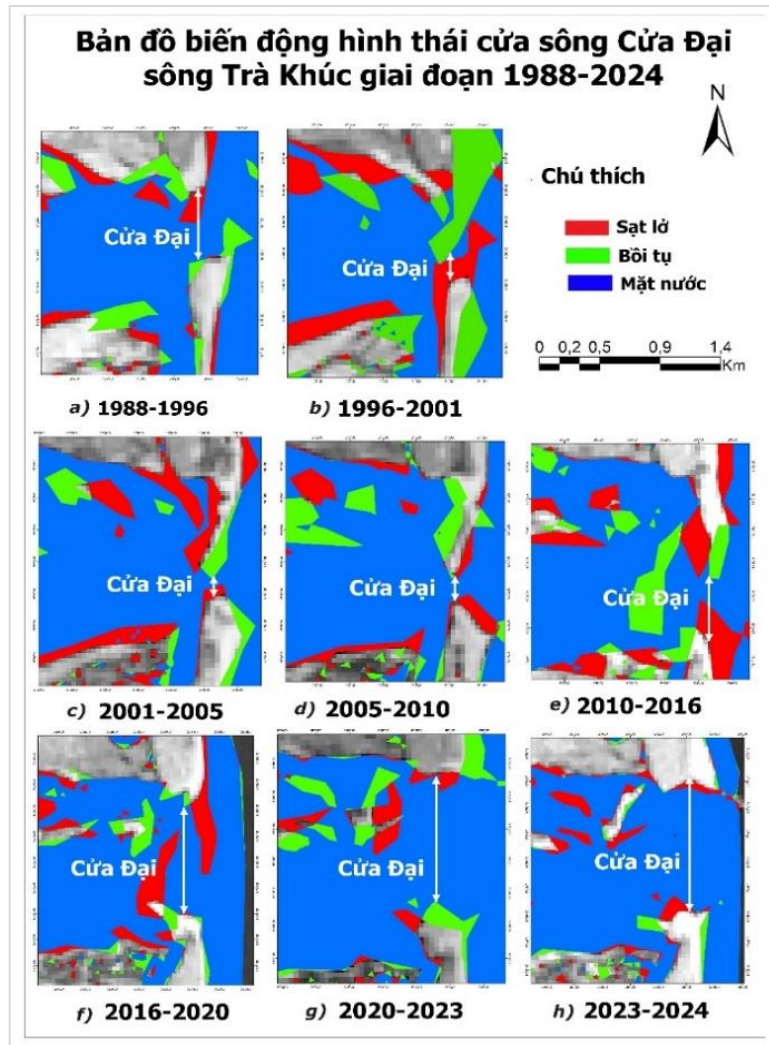 Bản đồ biến động hình thái cửa sông Cửa Đại
sông Trà Khúc giai đoạn 1988-2024
N
Chú thích
Sạt lở
Bồi tụ
Mặt nước
0 0,2 0,5 0,9 1,4
Km
Cửa Đại
Cửa Đại
a) 1988-1996
b) 1996-2001
Cửa Đại
Cửa Đại
Cửa Đại
c) 2001-2005
d) 2005-2010
e) 2010-2016
Cửa Đại
Cửa Đại
Cửa Đại
f) 2016-2020
g) 2020-2023
h) 2023-2024